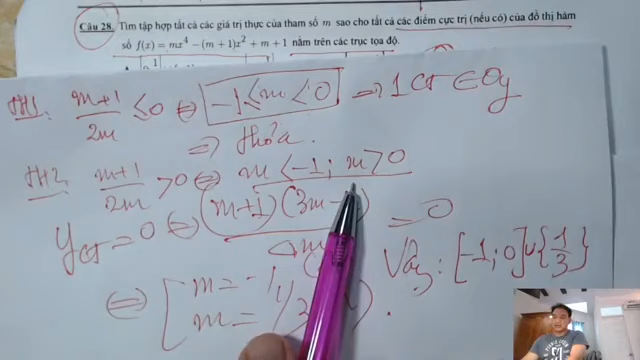 Câu 28. Tìm tập hợp tất cả các giá trị thực của tham số m sao cho tất cả các điểm cực trị (nếu có) của đồ thị hàm
số f(x) = mx⁴ − (m + 1)x² + m + 1 nằm trên các trục tọa độ.
TH1: (m+1)/2m ≤ 0 ⇔ -1 ≤ m < 0 ⇒ 1 CT ∈ Oy
⇒ thỏa.
TH2: (m+1)/2m > 0 ⇔ m < -1; m > 0
yCT = 0 ⇔ (m+1)(3m- = 0
⇔ [ m = -1
m = 1/3
Vậy: [-1; 0] ∪ {1/3}